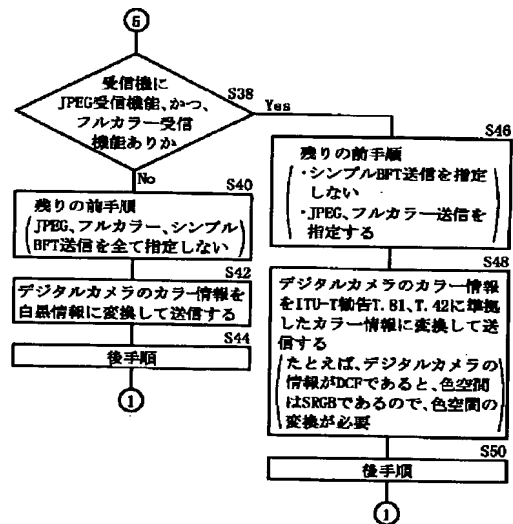 6
受信機に
JPEG受信機能、かつ、
フルカラー受信
機能ありか
S38
Yes
No
S40
残りの前手順
(JPEG、フルカラー、シンプル
BFT送信を全て指定しない)
S42
デジタルカメラのカラー情報を
白黒情報に変換して送信する
S44
後手順
1
S46
残りの前手順
(・シンプルBFT送信を指定
しない
・JPEG、フルカラー送信を
指定する)
S48
デジタルカメラのカラー情報
をITU-T勧告T.81、T.42に準拠
したカラー情報に変換して送
信する
(たとえば、デジタルカメラの
情報がDCFであると、色空間
はSRGBであるので、色空間の
変換が必要)
S50
後手順
1